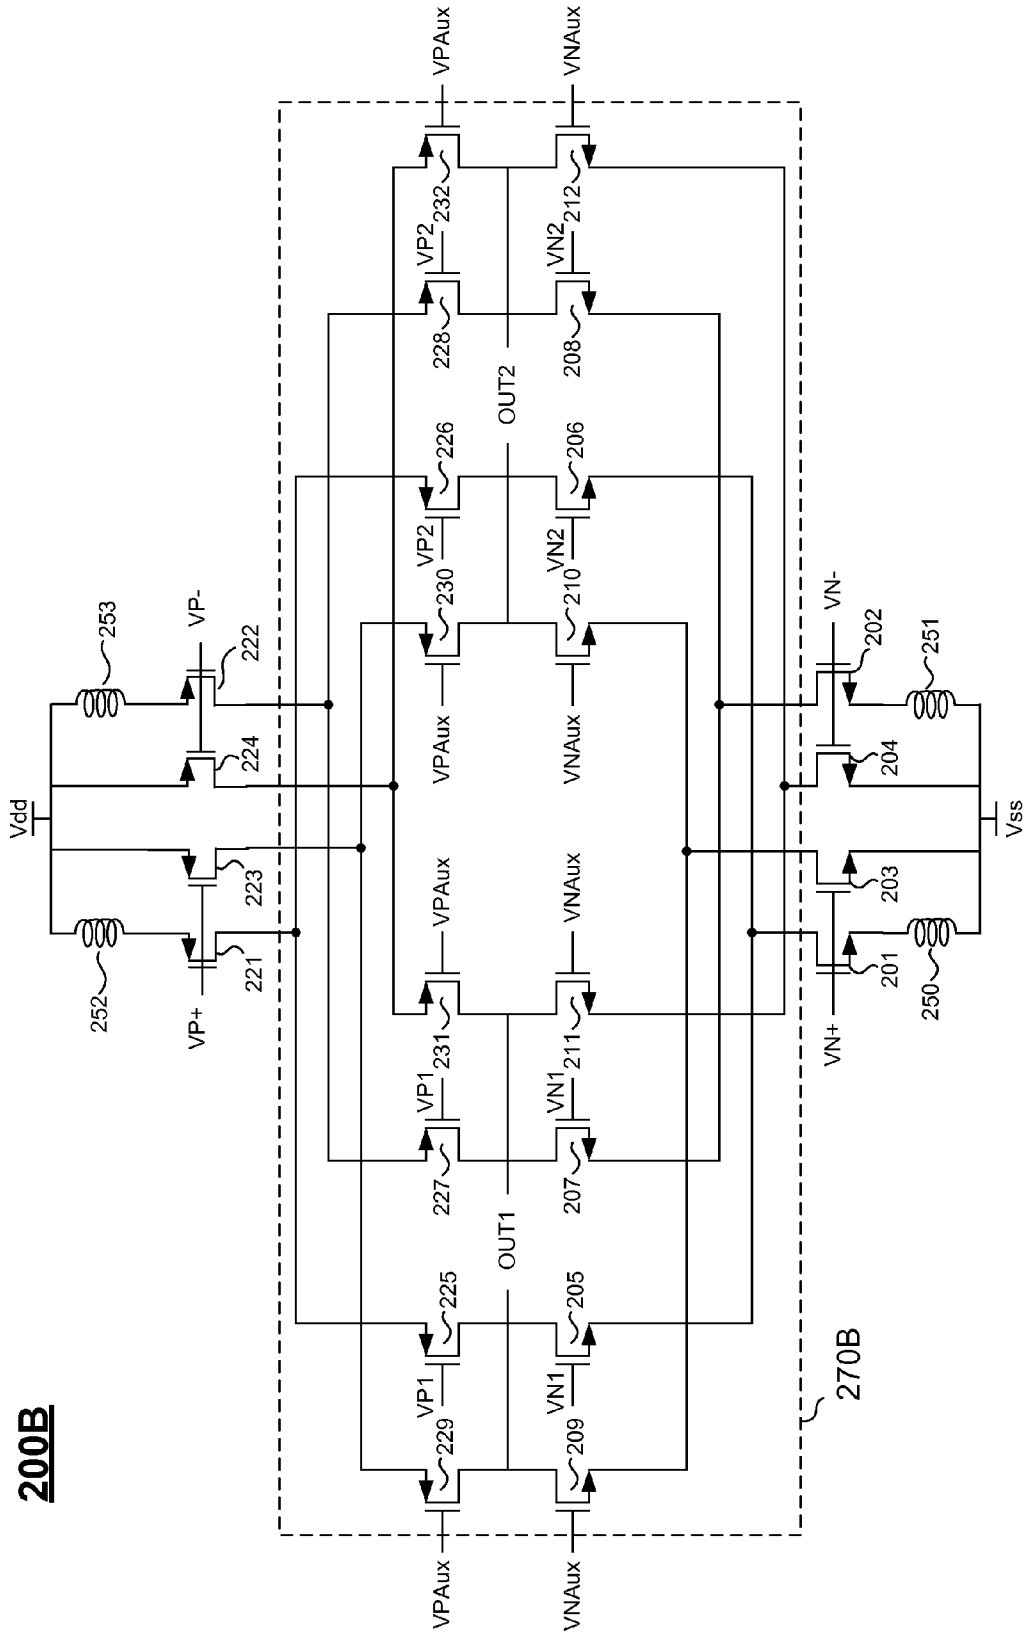 200B
Vdd
252
253
VP+
VP-
221
223
224
222
VPAux
VP1
VP1
VPAux
VPAux
VP2
VP2
VPAux
229
225
227
231
230
226
228
232
OUT1
OUT2
209
205
207
211
210
206
208
212
VNAux
VN1
VN1
VNAux
VNAux
VN2
VN2
VNAux
270B
VN+
VN-
201
203
204
202
250
251
Vss